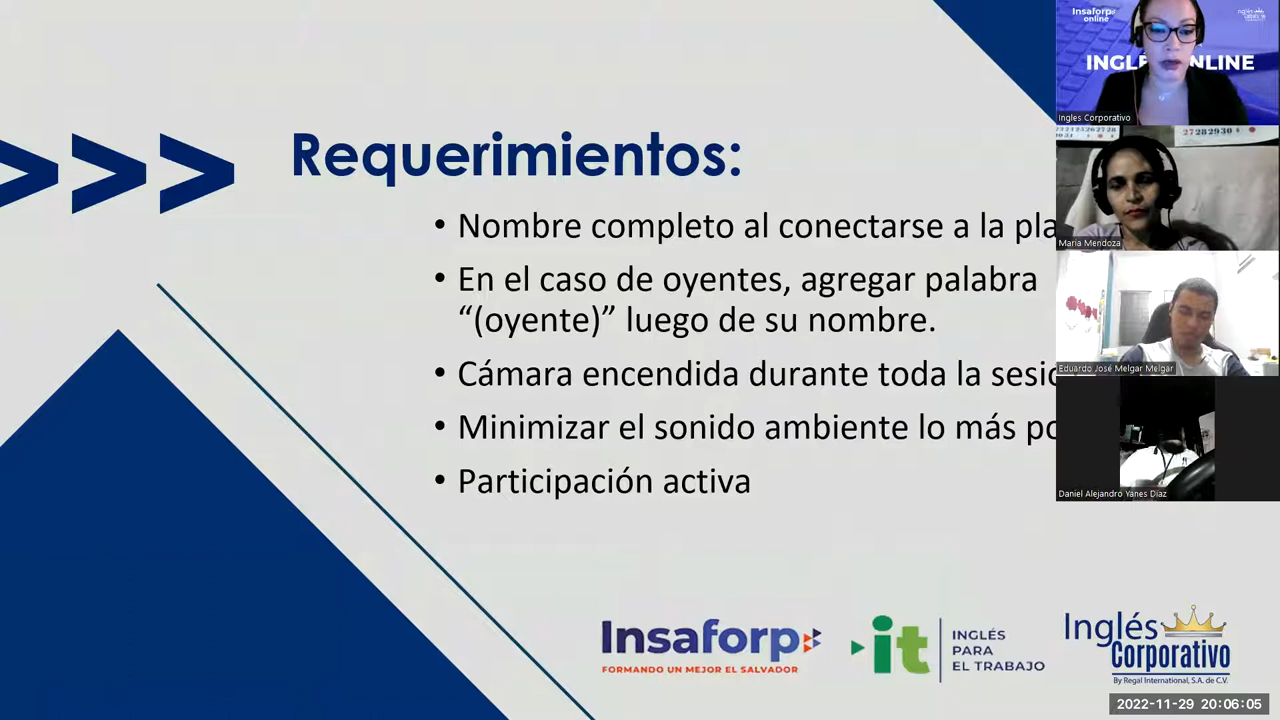 Requerimientos:
• Nombre completo al conectarse a la pla
• En el caso de oyentes, agregar palabra
“(oyente)” luego de su nombre.
• Cámara encendida durante toda la sesió
• Minimizar el sonido ambiente lo más po
• Participación activa
Insaforp
FORMANDO UN MEJOR EL SALVADOR
it
INGLÉS
PARA
EL TRABAJO
Inglés
Corporativo
By Regal International, S.A. de C.V.
Insaforp
online
INGLÉ NLINE
Ingles Corporativo
27282930
Maria Mendoza
Eduardo José Melgar Melgar
Daniel Alejandro Yanes Diaz
2022-11-29 20:06:05